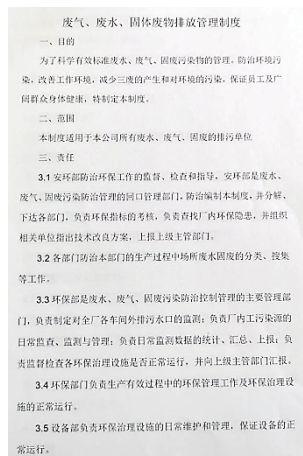 废气、废水、固体废物排放管理制度
一、目的
为了科学有效标准废水、废气、固废污染物的管理，防治环境污
染，改善工作环境，减少三废的产生和对环境的污染，保证员工及广
阔群众身体健康，特制定本制度。
二、范围
本制度适用于本公司所有废水、废气、固废的排污单位
三、责任
3.1 安环部防治环保工作的监督、检查和指导，安环部是废水、
废气、固废污染防治管理的回口管理部门，防治编制本制度，并分解、
下达各部门，负责环保指标的考核，负责查找厂内环保隐患，并组织
相关单位指出技术改良方案，上报上级主管部门。
3.2 各部门防治本部门的生产过程中场所废水固废的分类、搜集
等工作。
3.3 环保部是废水、废气、固废污染防治控制管理的主要管理部
门，负责制定对全厂各车间外排污水口的监测；负责厂内工污染源的
日常监查、监测与管理；负责日常监测数据的统计、汇总、上报；负
责监督检查各环保治理设施是否正常运行，并向上级主管部门汇报。
3.4 环保部门负责生产有效过程中的环保管理工作及环保治理设
施的正常运行。
3.5 设备部负责环保治理设施的日常维护和管理，保证设备的正
常运行。